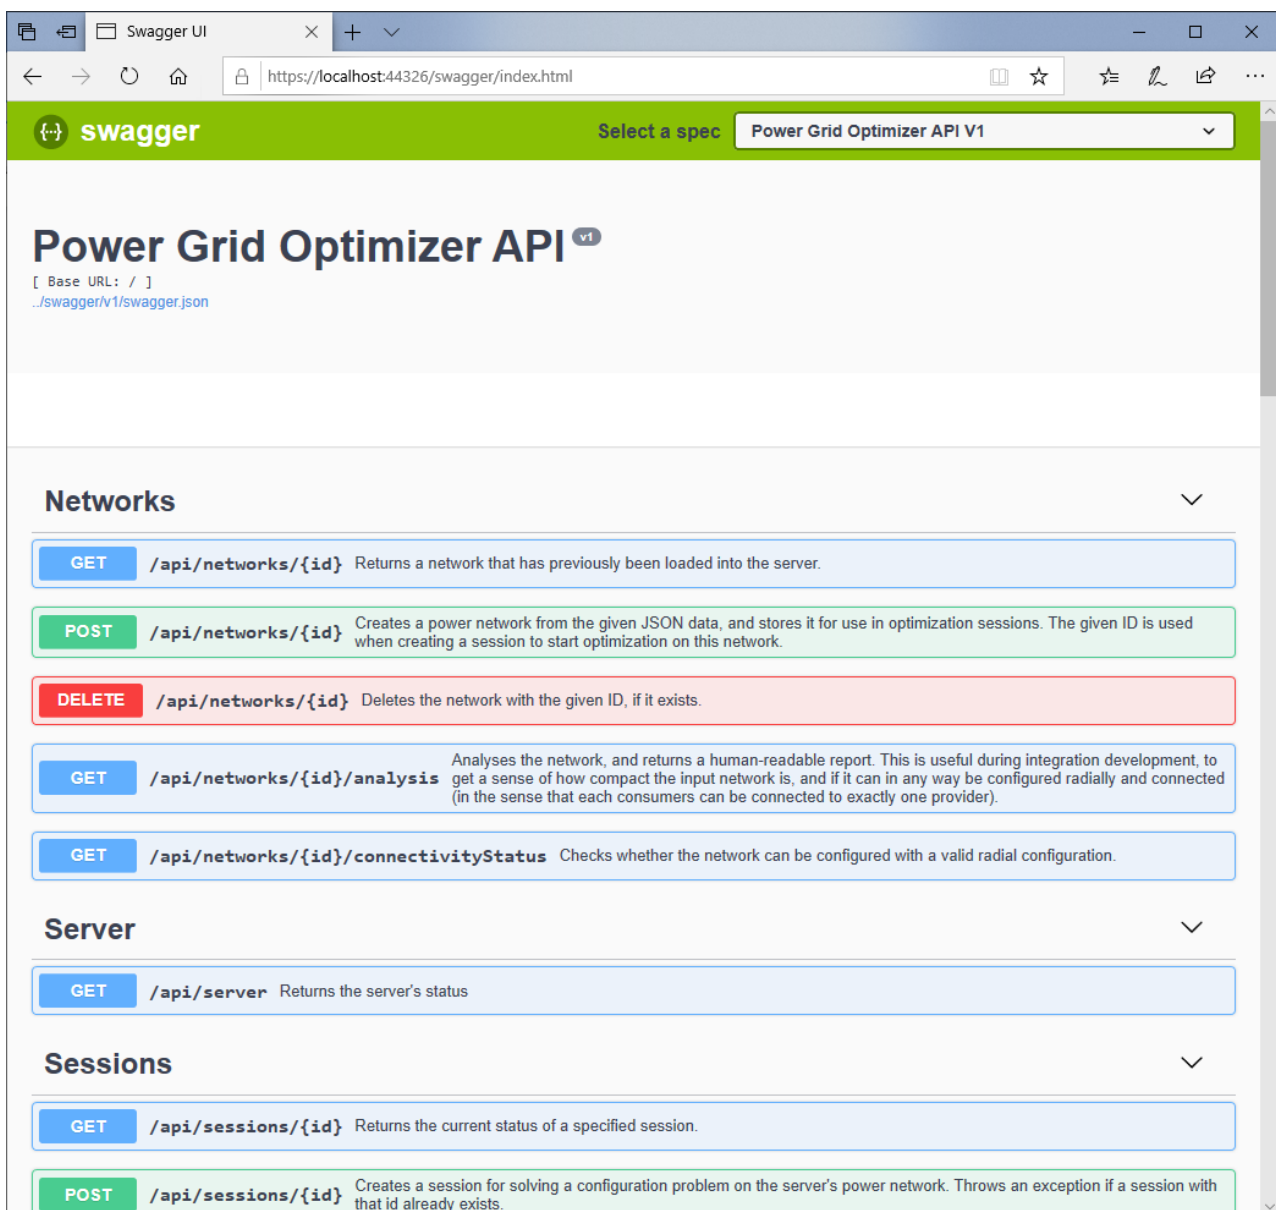 Swagger UI
https://localhost:44326/swagger/index.html
swagger
Select a spec
Power Grid Optimizer API V1
Power Grid Optimizer API v1
[ Base URL: / ]
../swagger/v1/swagger.json
Networks
GET /api/networks/{id} Returns a network that has previously been loaded into the server.
POST /api/networks/{id} Creates a power network from the given JSON data, and stores it for use in optimization sessions. The given ID is used
when creating a session to start optimization on this network.
DELETE /api/networks/{id} Deletes the network with the given ID, if it exists.
GET /api/networks/{id}/analysis Analyses the network, and returns a human-readable report. This is useful during integration development, to
get a sense of how compact the input network is, and if it can in any way be configured radially and connected
(in the sense that each consumers can be connected to exactly one provider).
GET /api/networks/{id}/connectivityStatus Checks whether the network can be configured with a valid radial configuration.
Server
GET /api/server Returns the server's status
Sessions
GET /api/sessions/{id} Returns the current status of a specified session.
POST /api/sessions/{id} Creates a session for solving a configuration problem on the server's power network. Throws an exception if a session with
that id already exists.